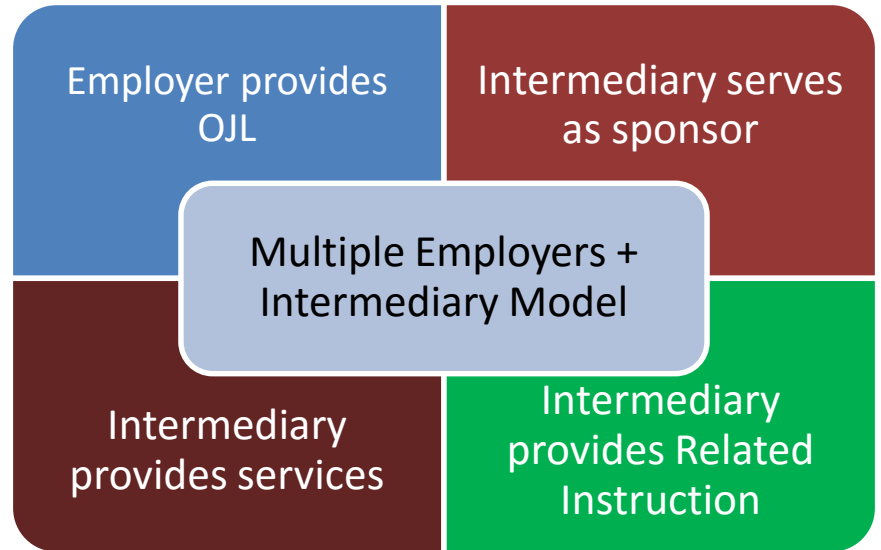 Employer provides
OJL
Intermediary serves
as sponsor
Multiple Employers +
Intermediary Model
Intermediary
provides services
Intermediary
provides Related
Instruction